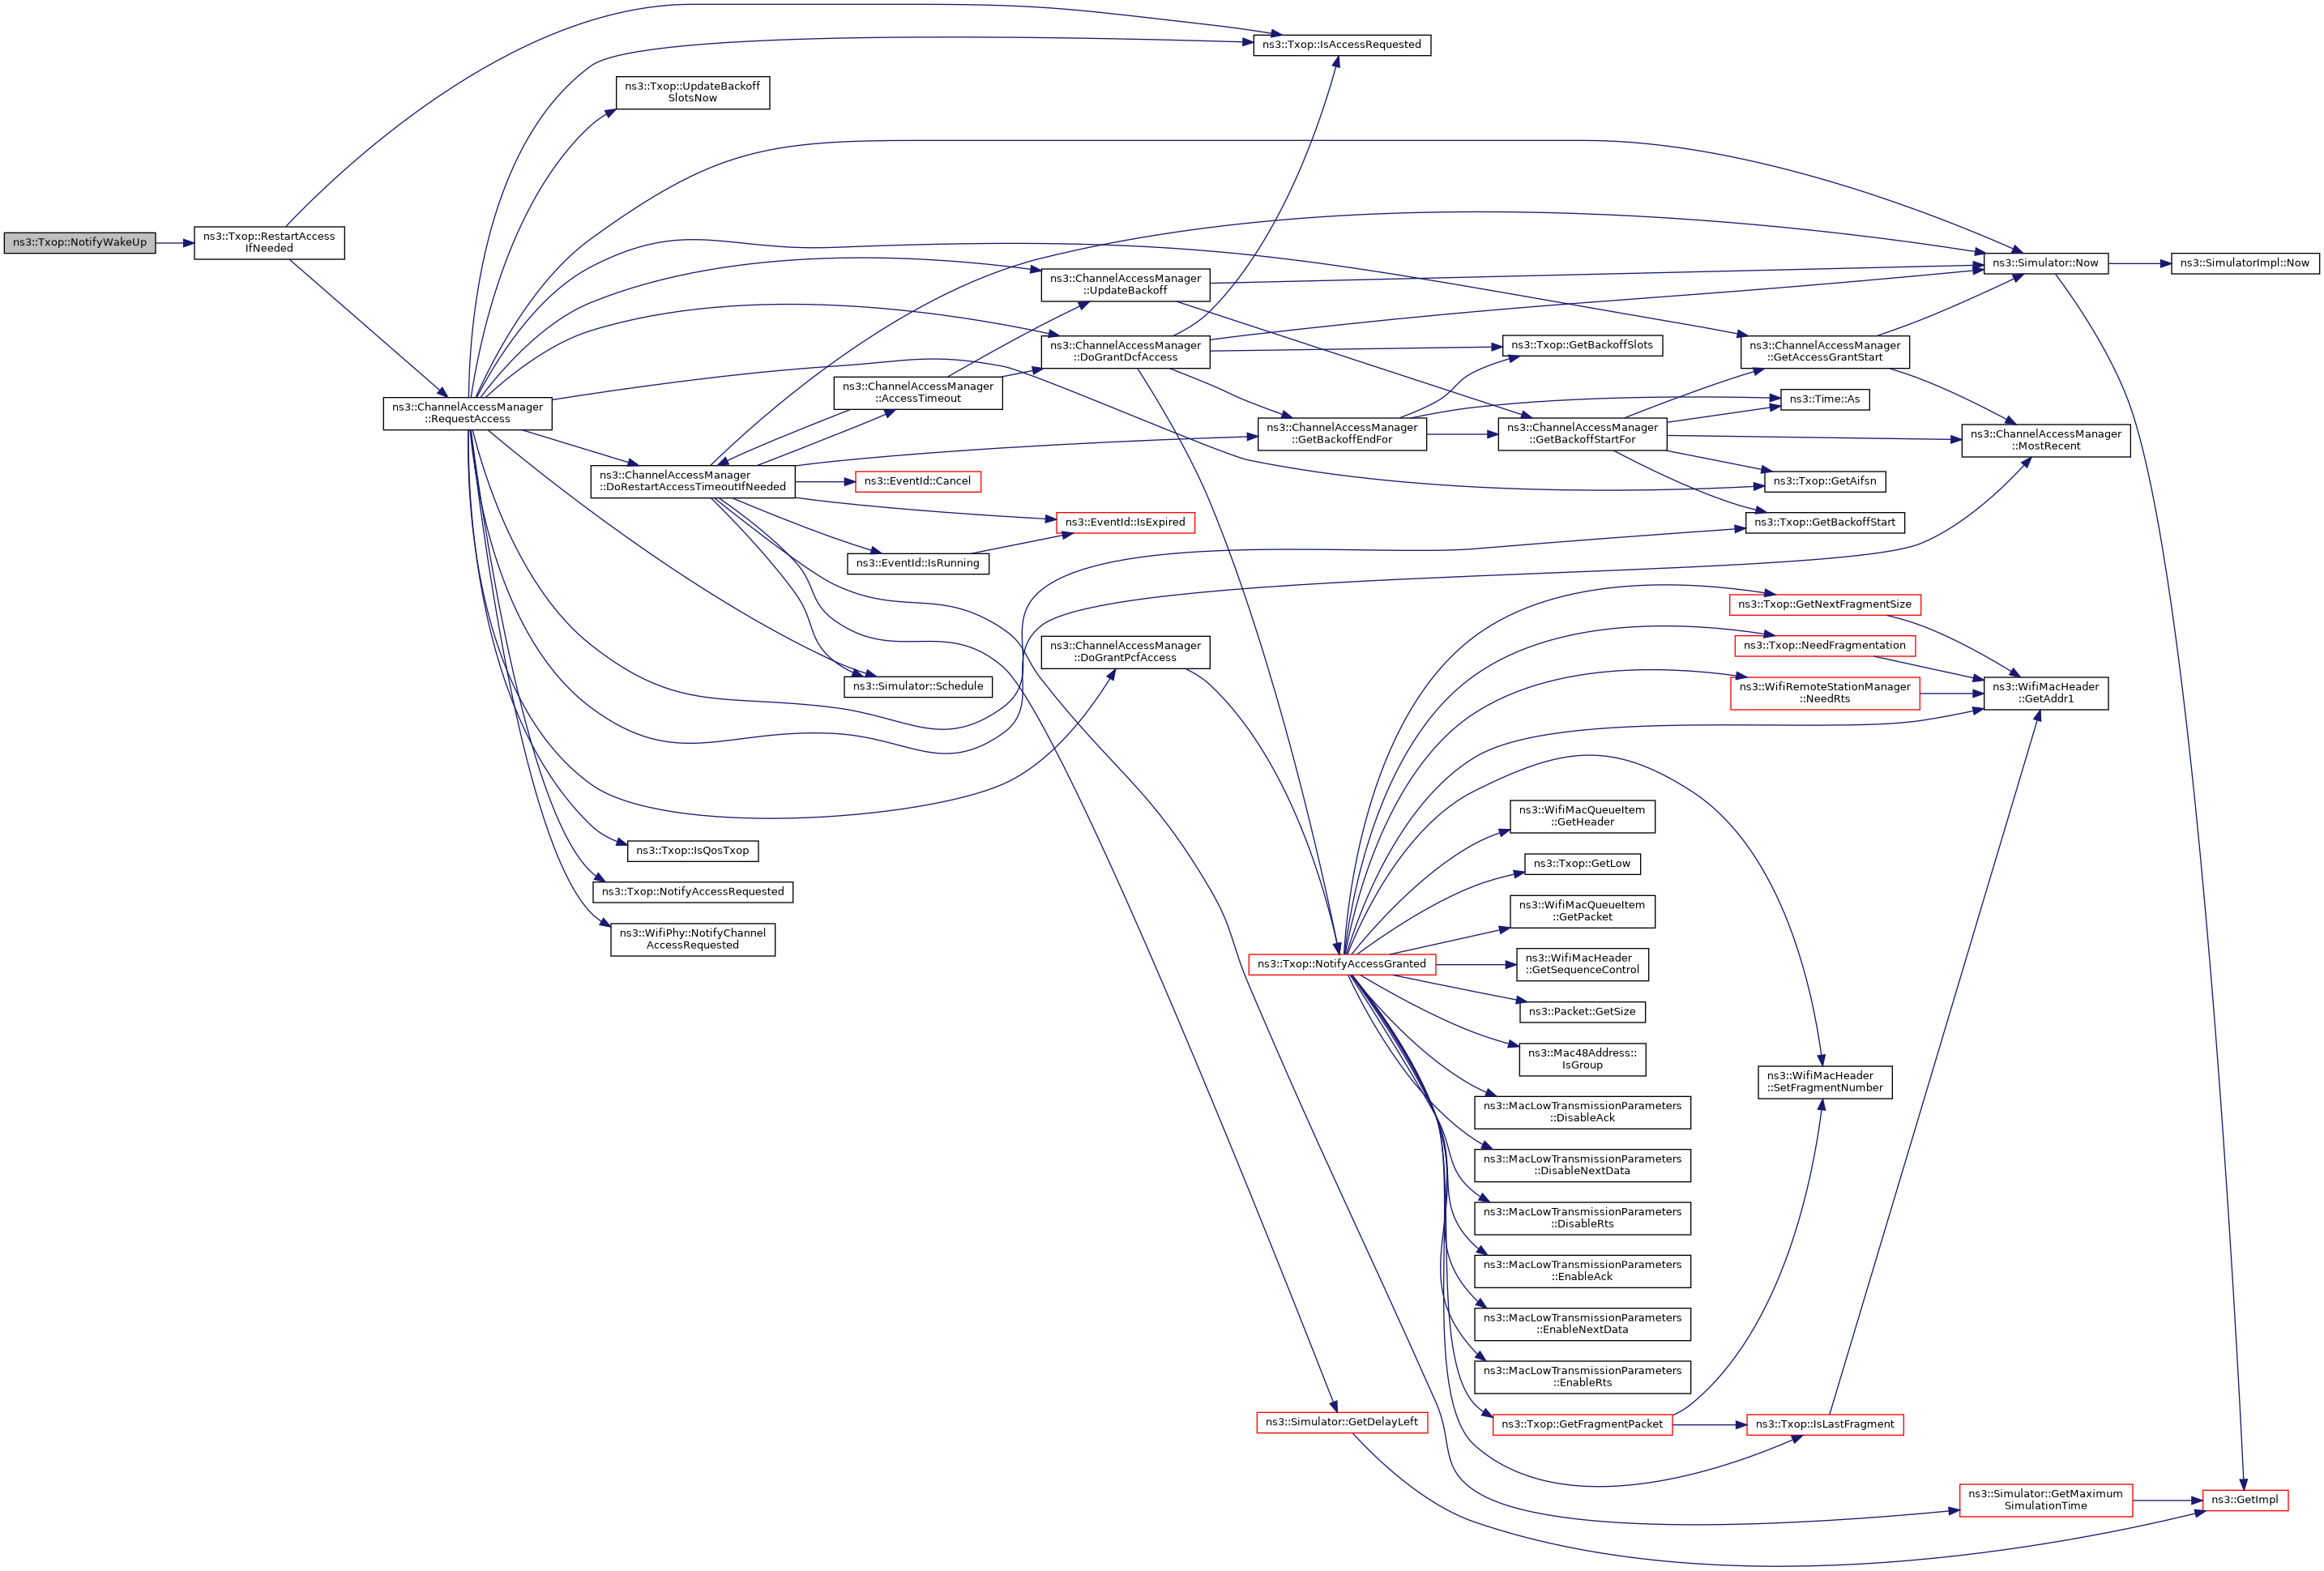 ns3::Txop::NotifyWakeUp
ns3::Txop::RestartAccess
IfNeeded
ns3::ChannelAccessManager
::RequestAccess
ns3::Txop::UpdateBackoff
SlotsNow
ns3::ChannelAccessManager
::DoRestartAccessTimeoutIfNeeded
ns3::Txop::IsQosTxop
ns3::Txop::NotifyAccessRequested
ns3::WifiPhy::NotifyChannel
AccessRequested
ns3::ChannelAccessManager
::AccessTimeout
ns3::EventId::Cancel
ns3::EventId::IsRunning
ns3::Simulator::Schedule
ns3::ChannelAccessManager
::UpdateBackoff
ns3::ChannelAccessManager
::DoGrantDcfAccess
ns3::EventId::IsExpired
ns3::ChannelAccessManager
::DoGrantPcfAccess
ns3::Txop::IsAccessRequested
ns3::ChannelAccessManager
::GetBackoffEndFor
ns3::Txop::NotifyAccessGranted
ns3::Simulator::GetDelayLeft
ns3::Txop::GetBackoffSlots
ns3::ChannelAccessManager
::GetBackoffStartFor
ns3::WifiMacQueueItem
::GetHeader
ns3::Txop::GetLow
ns3::WifiMacQueueItem
::GetPacket
ns3::WifiMacHeader
::GetSequenceControl
ns3::Packet::GetSize
ns3::Mac48Address::
IsGroup
ns3::MacLowTransmissionParameters
::DisableAck
ns3::MacLowTransmissionParameters
::DisableNextData
ns3::MacLowTransmissionParameters
::DisableRts
ns3::MacLowTransmissionParameters
::EnableAck
ns3::MacLowTransmissionParameters
::EnableNextData
ns3::MacLowTransmissionParameters
::EnableRts
ns3::Txop::GetFragmentPacket
ns3::ChannelAccessManager
::GetAccessGrantStart
ns3::Time::As
ns3::Txop::GetAifsn
ns3::Txop::GetBackoffStart
ns3::Txop::GetNextFragmentSize
ns3::Txop::NeedFragmentation
ns3::WifiRemoteStationManager
::NeedRts
ns3::WifiMacHeader
::SetFragmentNumber
ns3::Txop::IsLastFragment
ns3::Simulator::Now
ns3::ChannelAccessManager
::MostRecent
ns3::WifiMacHeader
::GetAddr1
ns3::Simulator::GetMaximum
SimulationTime
ns3::SimulatorImpl::Now
ns3::GetImpl